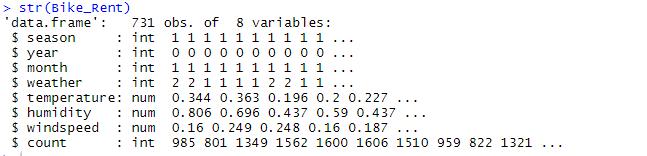 > str(Bike_Rent)
'data.frame':	731 obs. of  8 variables:
 $ season     : int  1 1 1 1 1 1 1 1 1 1 ...
 $ year       : int  0 0 0 0 0 0 0 0 0 0 ...
 $ month      : int  1 1 1 1 1 1 1 1 1 1 ...
 $ weather    : int  2 2 1 1 1 1 2 2 1 1 ...
 $ temperature: num  0.344 0.363 0.196 0.2 0.227 ...
 $ humidity   : num  0.806 0.696 0.437 0.59 0.437 ...
 $ windspeed  : num  0.16 0.249 0.248 0.16 0.187 ...
 $ count      : int  985 801 1349 1562 1600 1606 1510 959 822 1321 ...